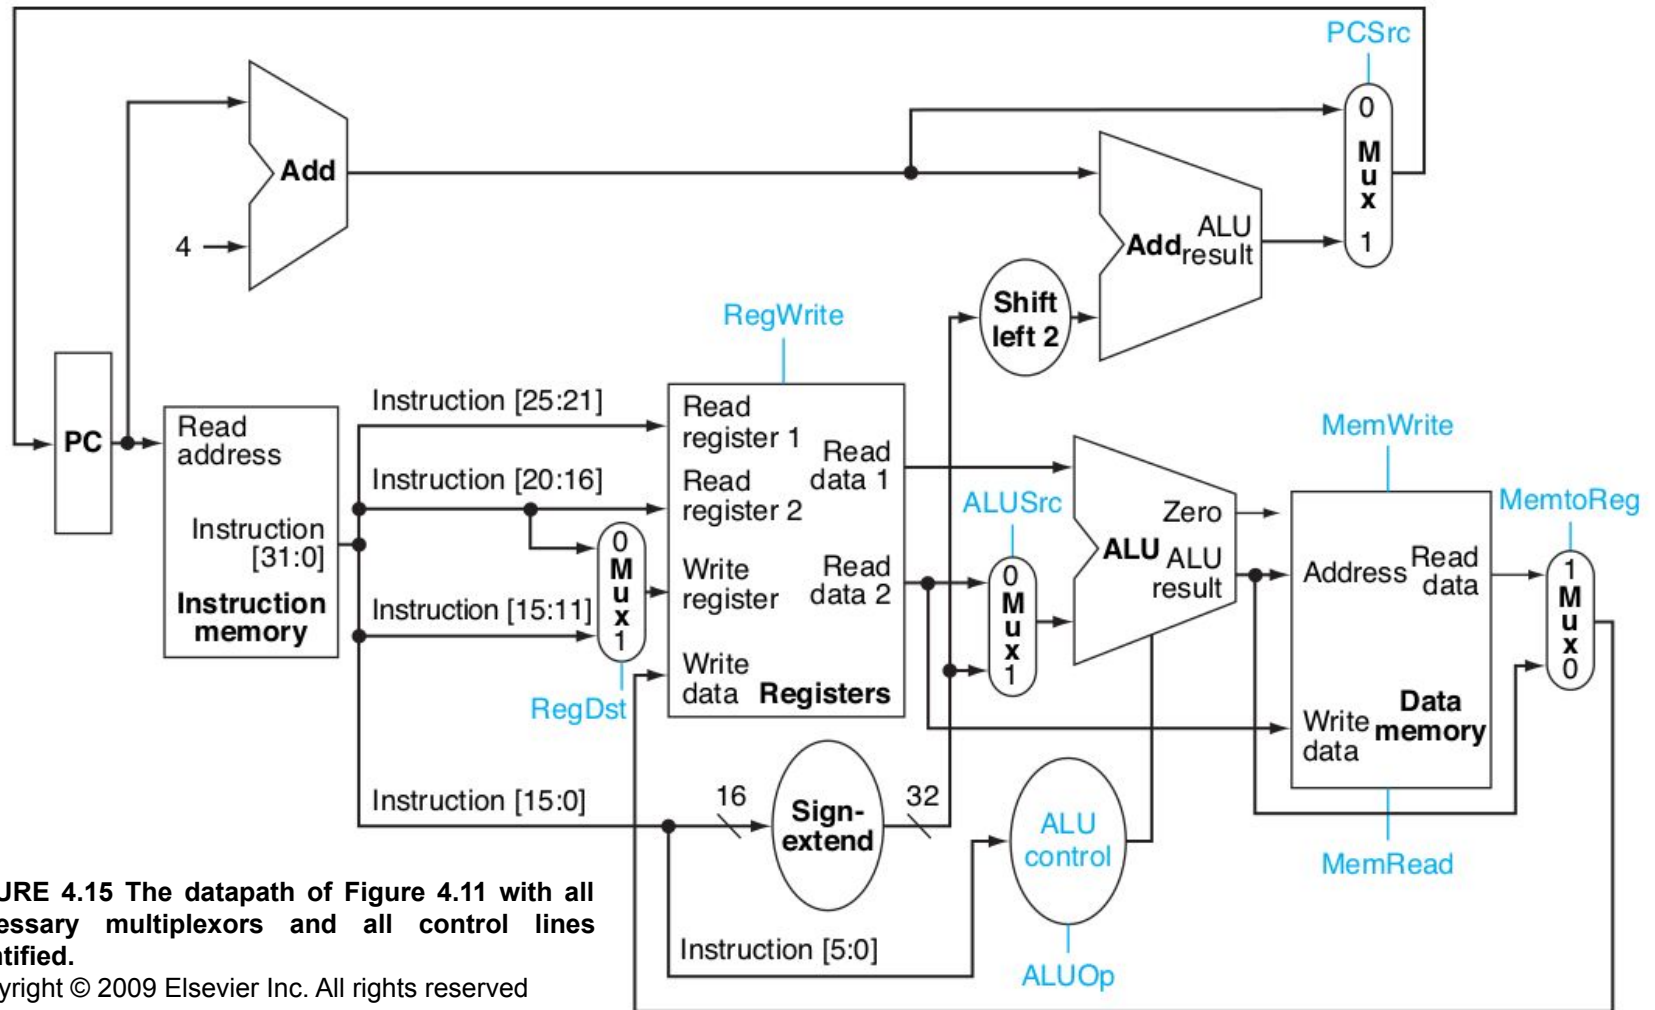 PCSrc
0
M
u
x
1
Add
4
Add
ALU
result
Shift
left 2
RegWrite
PC
Read
address
Instruction
[31:0]
Instruction
memory
Instruction [25:21]
Instruction [20:16]
Instruction [15:11]
Instruction [15:0]
0
M
u
x
1
RegDst
Read
register 1
Read
register 2
Write
register
Write
data
Read
data 1
Read
data 2
Registers
ALUSrc
0
M
u
x
1
Zero
ALU
ALU
result
MemWrite
Address
Read
data
Write
data
Data
memory
MemRead
MemtoReg
1
M
u
x
0
16
Sign-
extend
32
ALU
control
ALUOp
Instruction [5:0]
URE 4.15 The datapath of Figure 4.11 with all
essary multiplexors and all control lines
ntified.
yright © 2009 Elsevier Inc. All rights reserved